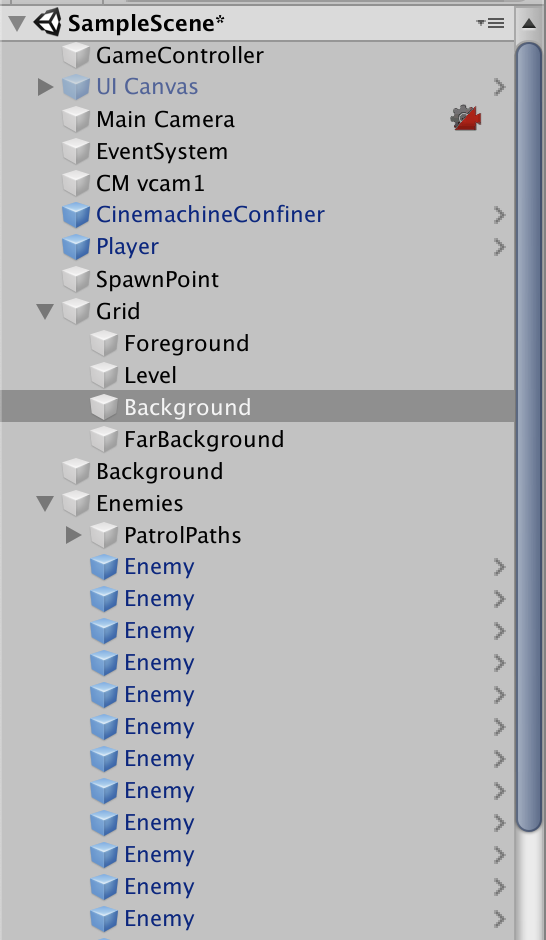 SampleScene*
GameController
UI Canvas
Main Camera
EventSystem
CM vcam1
CinemachineConfiner
Player
SpawnPoint
Grid
Foreground
Level
Background
FarBackground
Background
Enemies
PatrolPaths
Enemy
Enemy
Enemy
Enemy
Enemy
Enemy
Enemy
Enemy
Enemy
Enemy
Enemy
Enemy